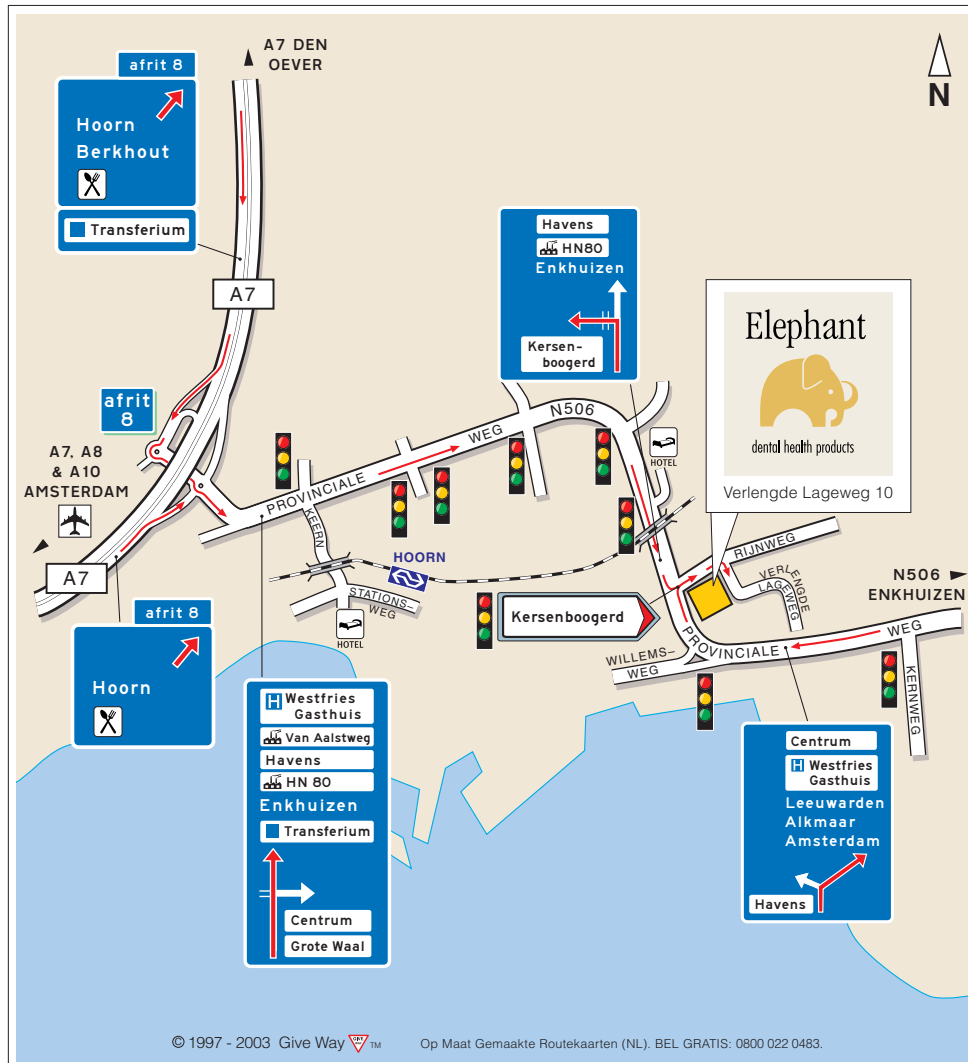 A7 DEN
OEVER
N
afrit 8
Hoorn
Berkhout
Transferium
A7
Havens
HN80
Enkhuizen
Kersen-
boogerd
Elephant
dental health products
Verlengde Lageweg 10
afrit
8
A7, A8
& A10
AMSTERDAM
A7
PROVINCIALE WEG N506
HOTEL
KEERN
HOORN
STATIONS-
WEG
HOTEL
RIJNWEG
VERLENGDE
LAGEWEG
N506
ENKHUIZEN
Kersenboogerd
WILLEMS-
WEG
PROVINCIALE WEG
KERNWEG
afrit 8
Hoorn
H Westfries
Gasthuis
Van Aalstweg
Havens
HN 80
Enkhuizen
Transferium
Centrum
Grote Waal
Centrum
H Westfries
Gasthuis
Leeuwarden
Alkmaar
Amsterdam
Havens
© 1997 - 2003 Give Way TM Op Maat Gemaakte Routekaarten (NL). BEL GRATIS: 0800 022 0483.